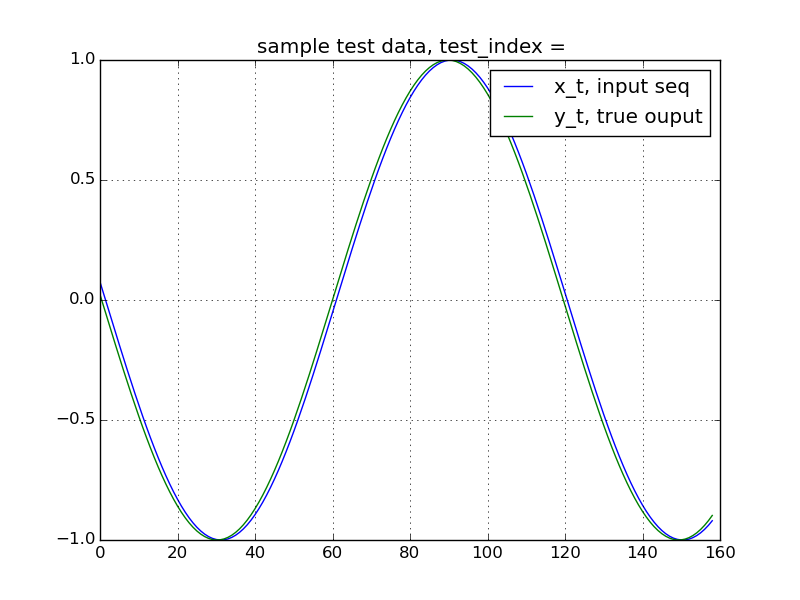 sample test data, test_index =
1.0
x_t, input seq
y_t, true ouput
0.5
0.0
−0.5
−1.0
0 20 40 60 80 100 120 140 160